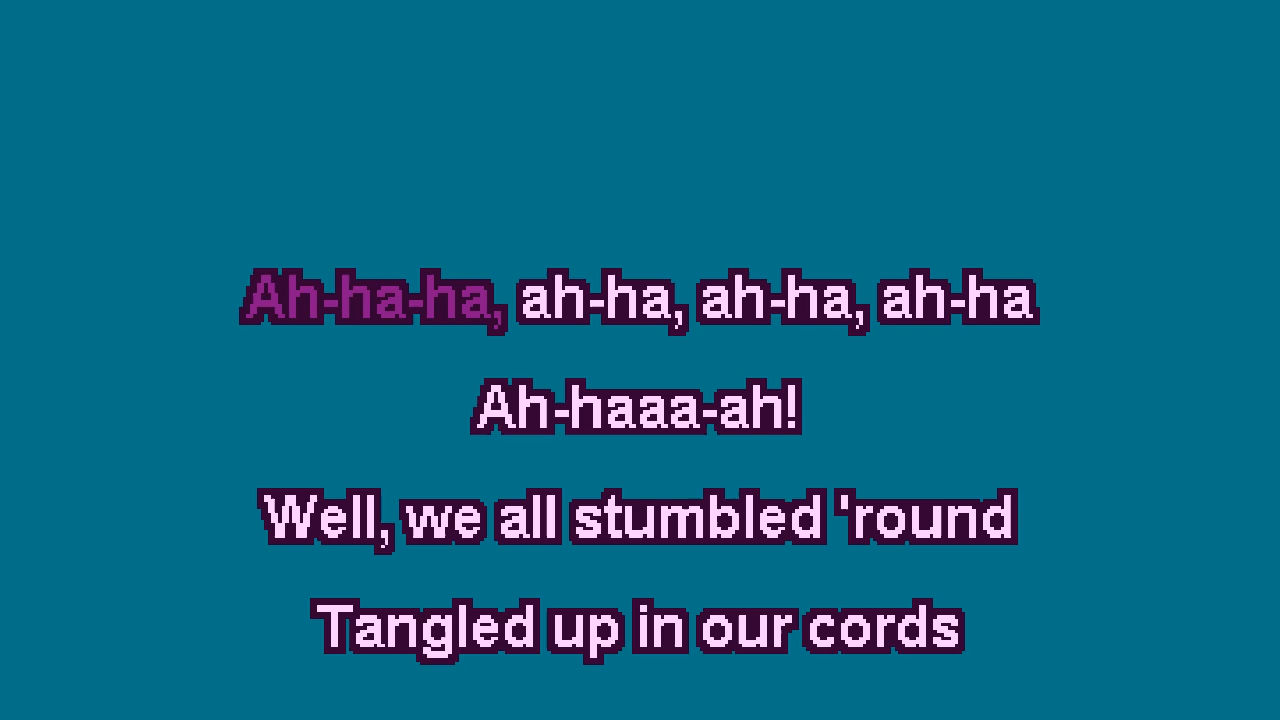 Ah-ha-ha, ah-ha, ah-ha, ah-ha
Ah-haaa-ah!
Well, we all stumbled 'round
Tangled up in our cords